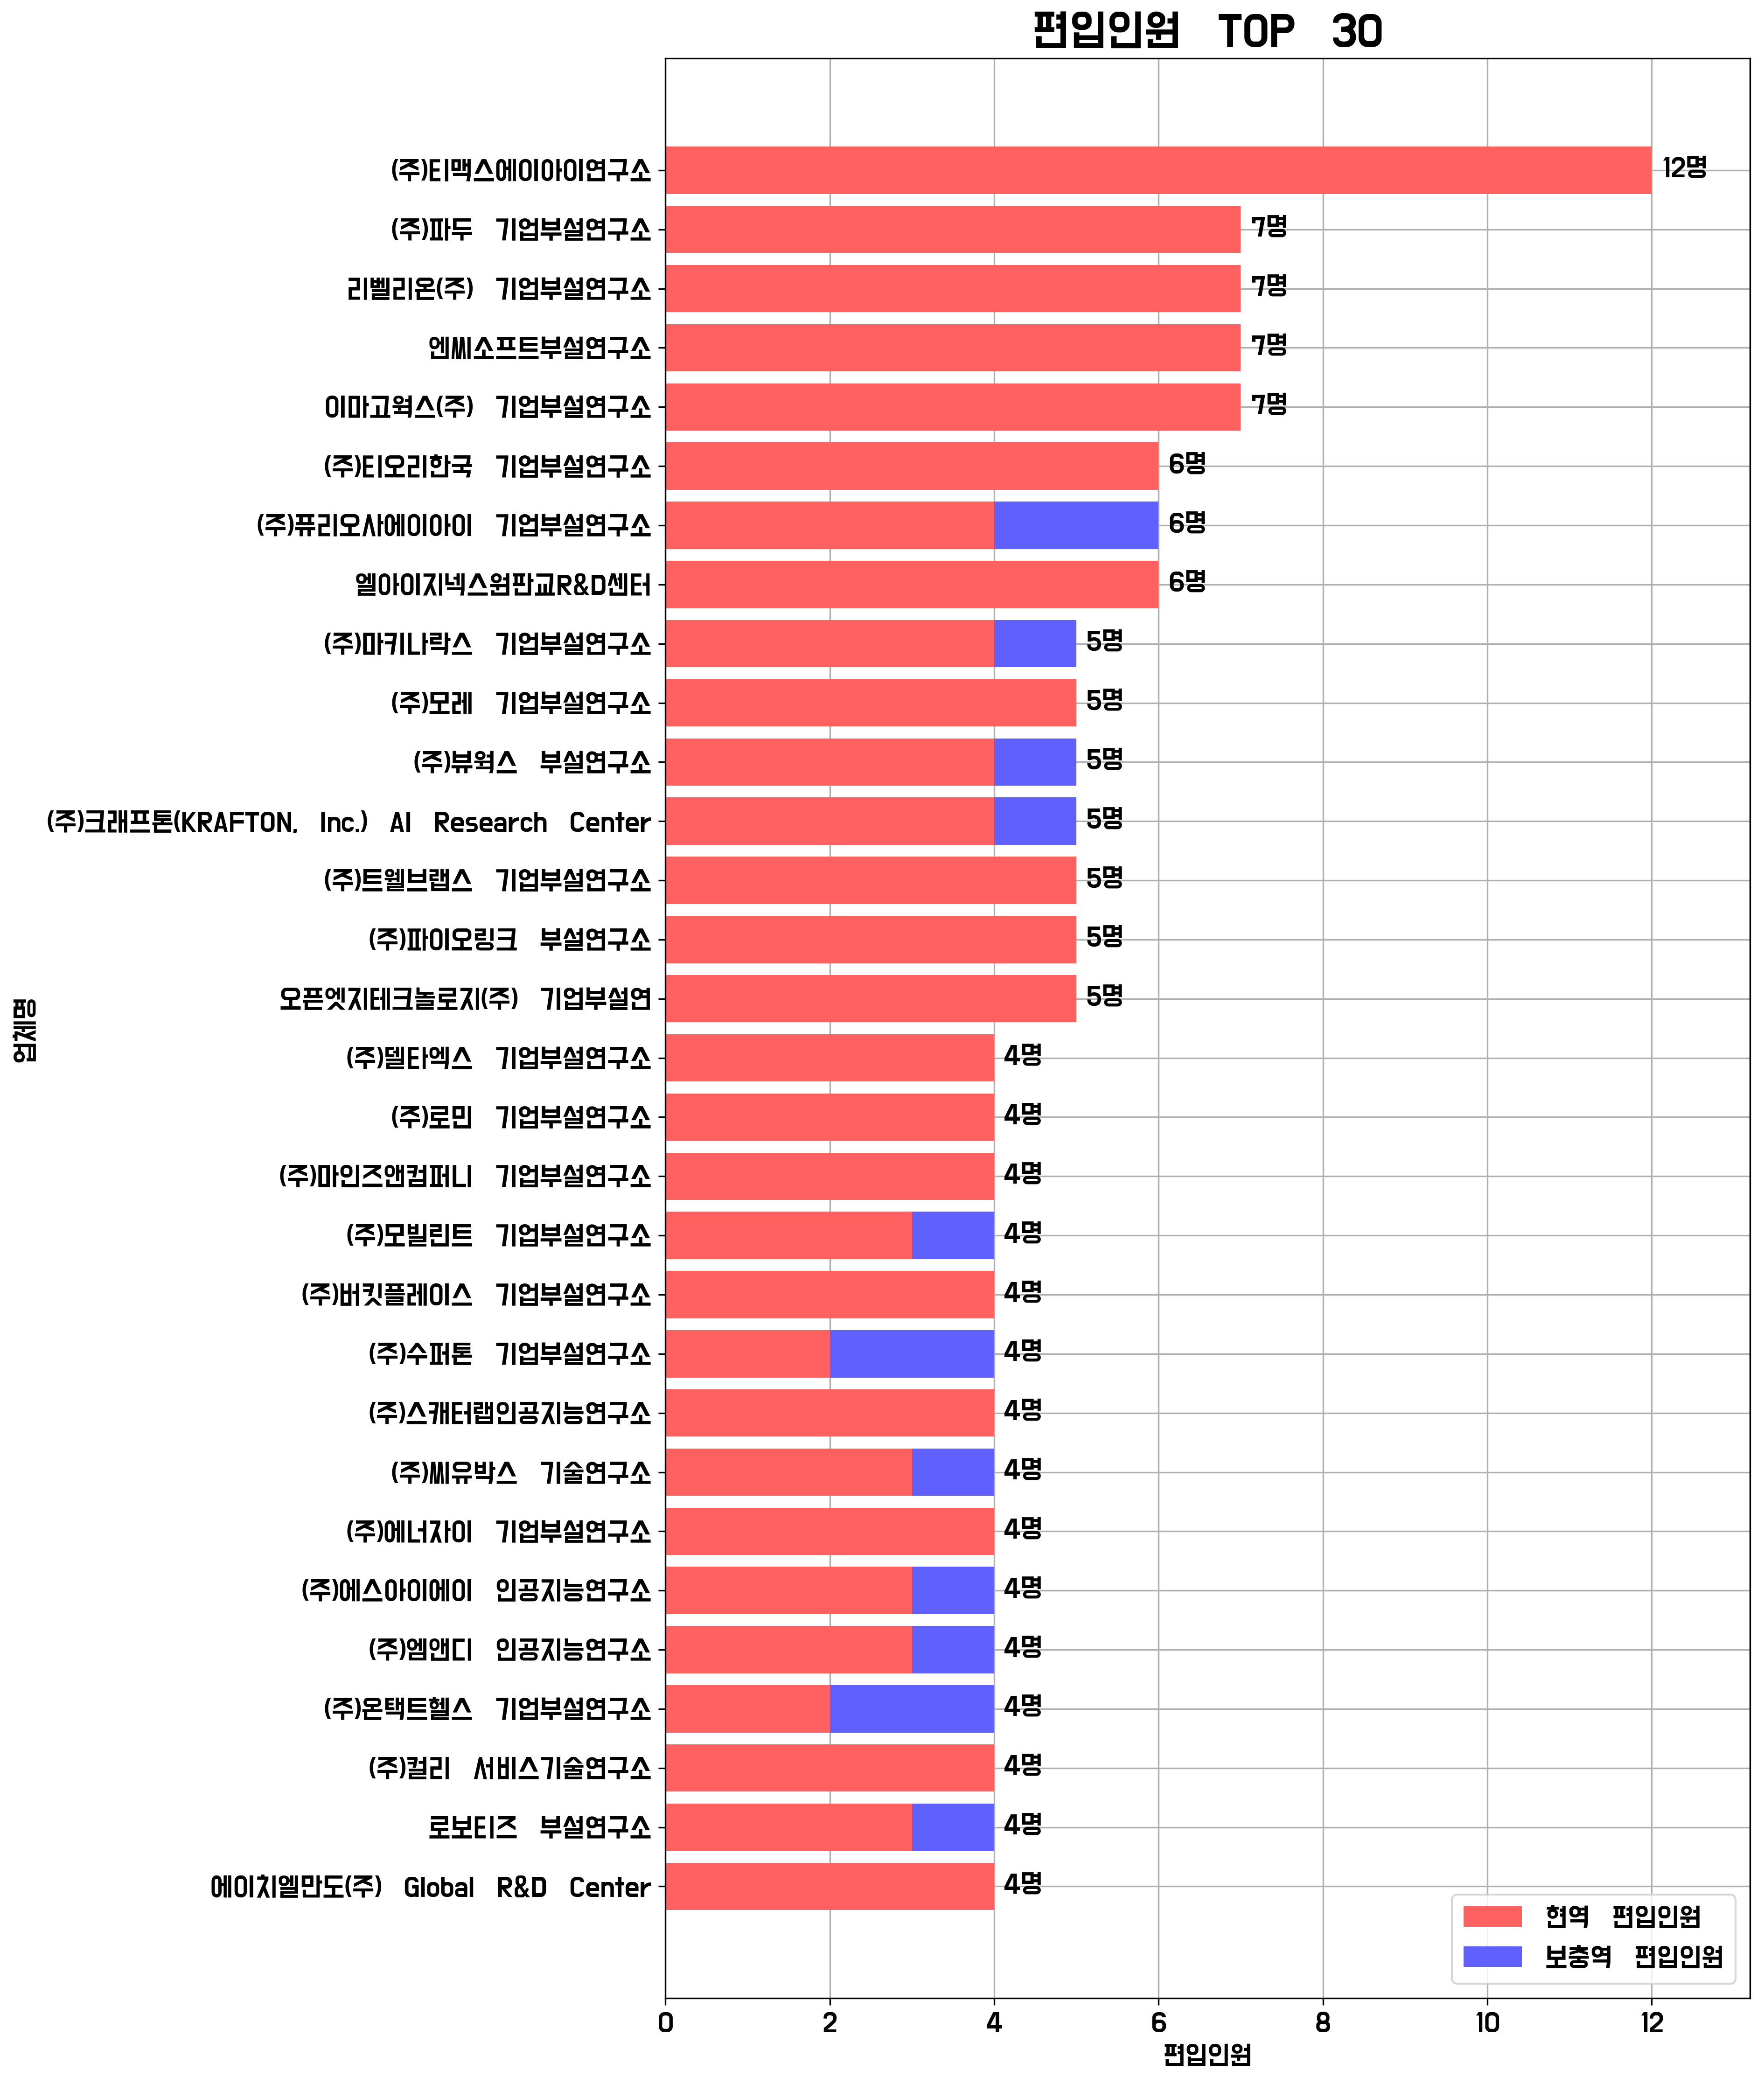 편입인원 TOP 30
(주)티맥스에이아이연구소 12명
(주)파두 기업부설연구소 7명
리벨리온(주) 기업부설연구소 7명
엔씨소프트부설연구소 7명
이마고웍스(주) 기업부설연구소 7명
(주)티오리한국 기업부설연구소 6명
(주)퓨리오사에이아이 기업부설연구소 6명
엘아이지넥스원판교R&D센터 6명
(주)마키나락스 기업부설연구소 5명
(주)모레 기업부설연구소 5명
(주)뷰웍스 부설연구소 5명
(주)크래프톤(KRAFTON, Inc.) AI Research Center 5명
(주)트웰브랩스 기업부설연구소 5명
(주)파이오링크 부설연구소 5명
오픈엣지테크놀로지(주) 기업부설연 5명
(주)델타엑스 기업부설연구소 4명
(주)로민 기업부설연구소 4명
(주)마인즈앤컴퍼니 기업부설연구소 4명
(주)모빌린트 기업부설연구소 4명
(주)버킷플레이스 기업부설연구소 4명
(주)수퍼톤 기업부설연구소 4명
(주)스캐터랩인공지능연구소 4명
(주)씨유박스 기술연구소 4명
(주)에너자이 기업부설연구소 4명
(주)에스아이에이 인공지능연구소 4명
(주)엠앤디 인공지능연구소 4명
(주)온택트헬스 기업부설연구소 4명
(주)컬리 서비스기술연구소 4명
로보티즈 부설연구소 4명
에이치엘만도(주) Global R&D Center 4명
업체명
현역 편입인원
보충역 편입인원
0 2 4 6 8 10 12
편입인원